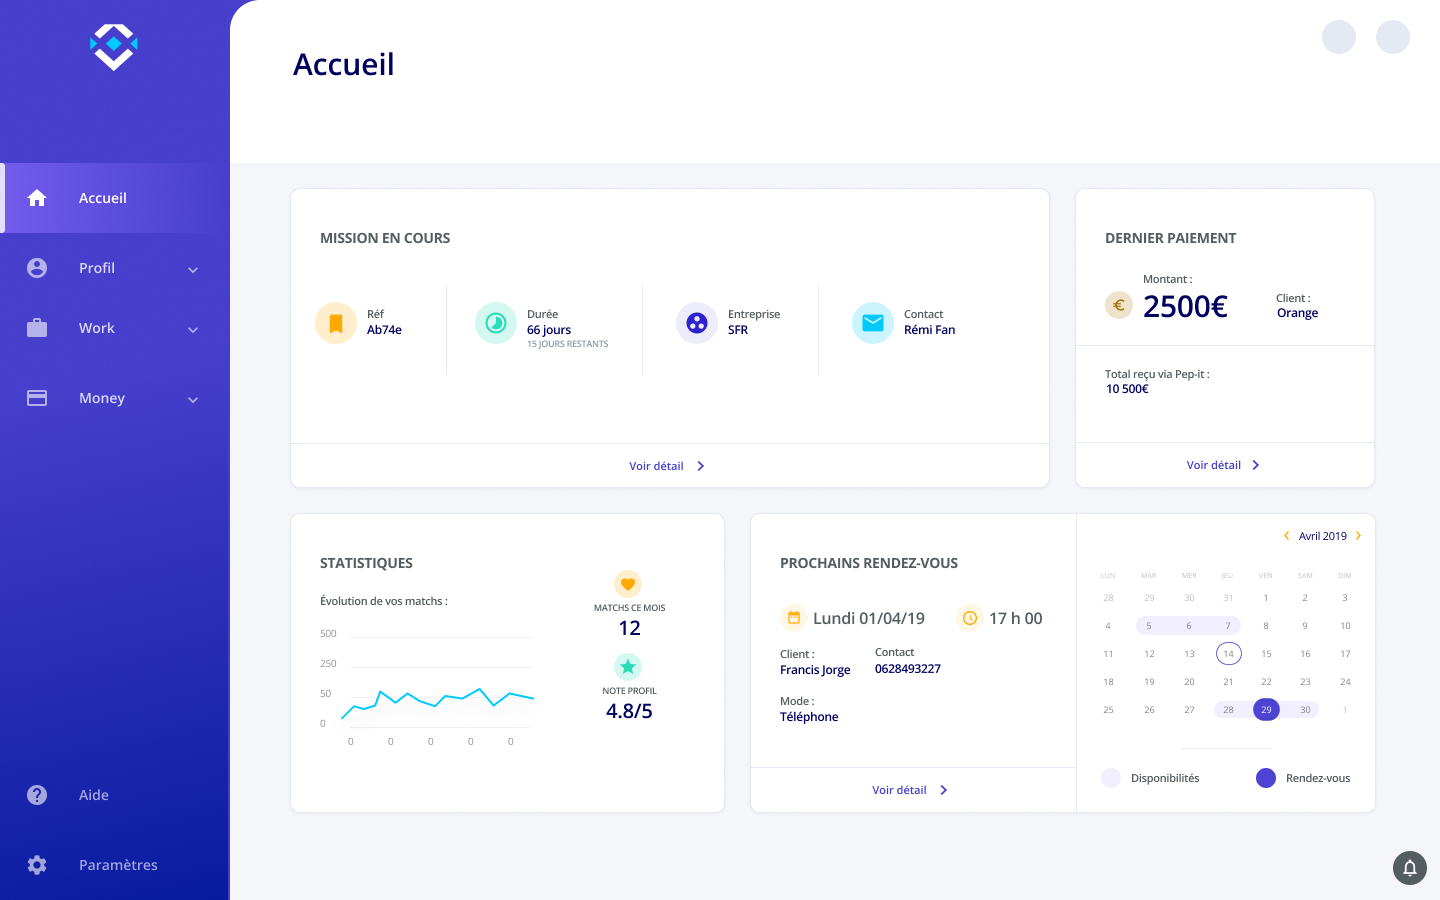 Accueil
Accueil
Profil
Work
Money
Aide
Paramètres
MISSION EN COURS
Réf
Ab74e
Durée
66 jours
15 JOURS RESTANTS
Entreprise
SFR
Contact
Rémi Fan
Voir détail
DERNIER PAIEMENT
Montant :
2500€
Client :
Orange
Total reçu via Pep-it :
10 500€
Voir détail
STATISTIQUES
Évolution de vos matchs :
500
250
50
0
0 0 0 0 0
MATCHS CE MOIS
12
NOTE PROFIL
4.8/5
PROCHAINS RENDEZ-VOUS
Lundi 01/04/19
17 h 00
Client :
Francis Jorge
Contact
0628493227
Mode :
Téléphone
Voir détail
Avril 2019
LUN MAR MER JEU VEN SAM DIM
28 29 30 31 1 2 3
4 5 6 7 8 9 10
11 12 13 14 15 16 17
18 19 20 21 22 23 24
25 26 27 28 29 30 1
Disponibilités
Rendez-vous